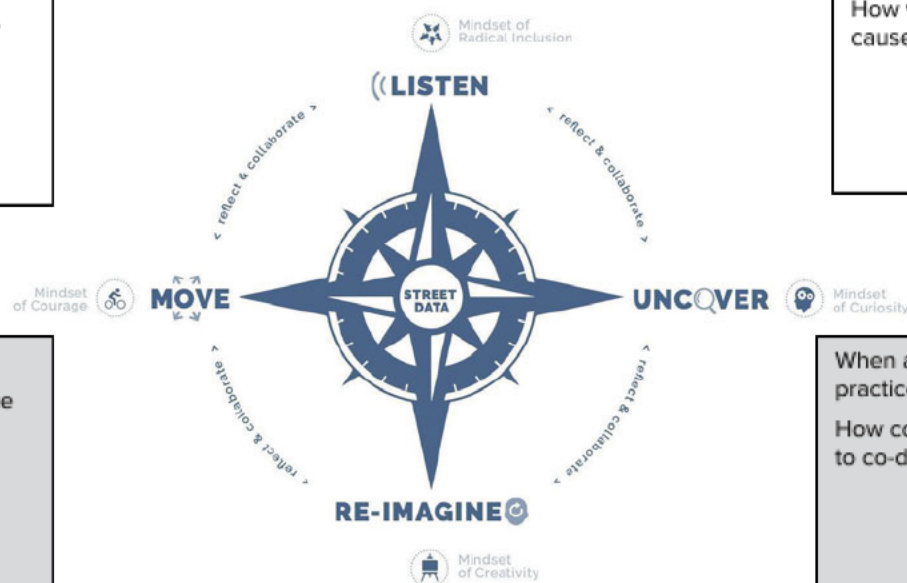 How
cause
Mindset of
Radical Inclusion
LISTEN
< reflect & collaborate >
< reflect & collaborate >
Mindset
of Courage
MOVE
STREET
DATA
UNCOVER
Mindset
of Curiosity
< reflect & collaborate >
< reflect & collaborate >
When a
practice
How co
to co-d
RE-IMAGINE
Mindset
of Creativity